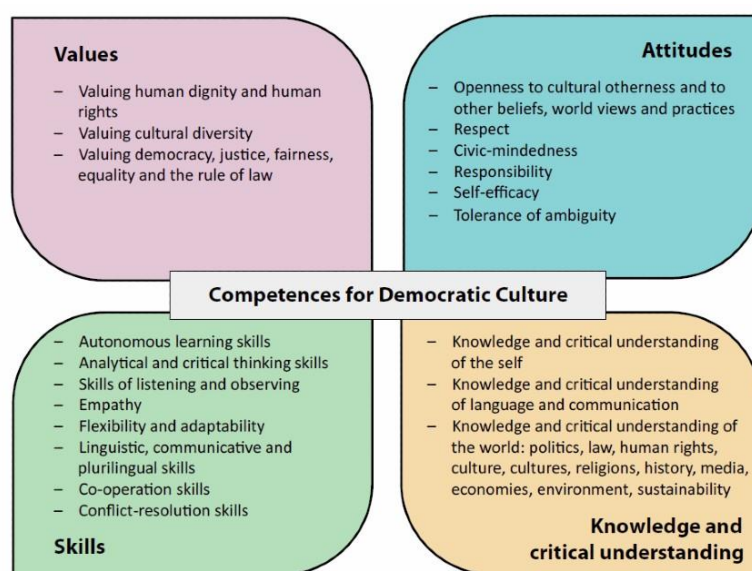 Values
– Valuing human dignity and human
rights
– Valuing cultural diversity
– Valuing democracy, justice, fairness,
equality and the rule of law
Attitudes
– Openness to cultural otherness and to
other beliefs, world views and practices
– Respect
– Civic-mindedness
– Responsibility
– Self-efficacy
– Tolerance of ambiguity
Competences for Democratic Culture
– Autonomous learning skills
– Analytical and critical thinking skills
– Skills of listening and observing
– Empathy
– Flexibility and adaptability
– Linguistic, communicative and
plurilingual skills
– Co-operation skills
– Conflict-resolution skills
Skills
– Knowledge and critical understanding
of the self
– Knowledge and critical understanding
of language and communication
– Knowledge and critical understanding of
the world: politics, law, human rights,
culture, cultures, religions, history, media,
economies, environment, sustainability
Knowledge and
critical understanding